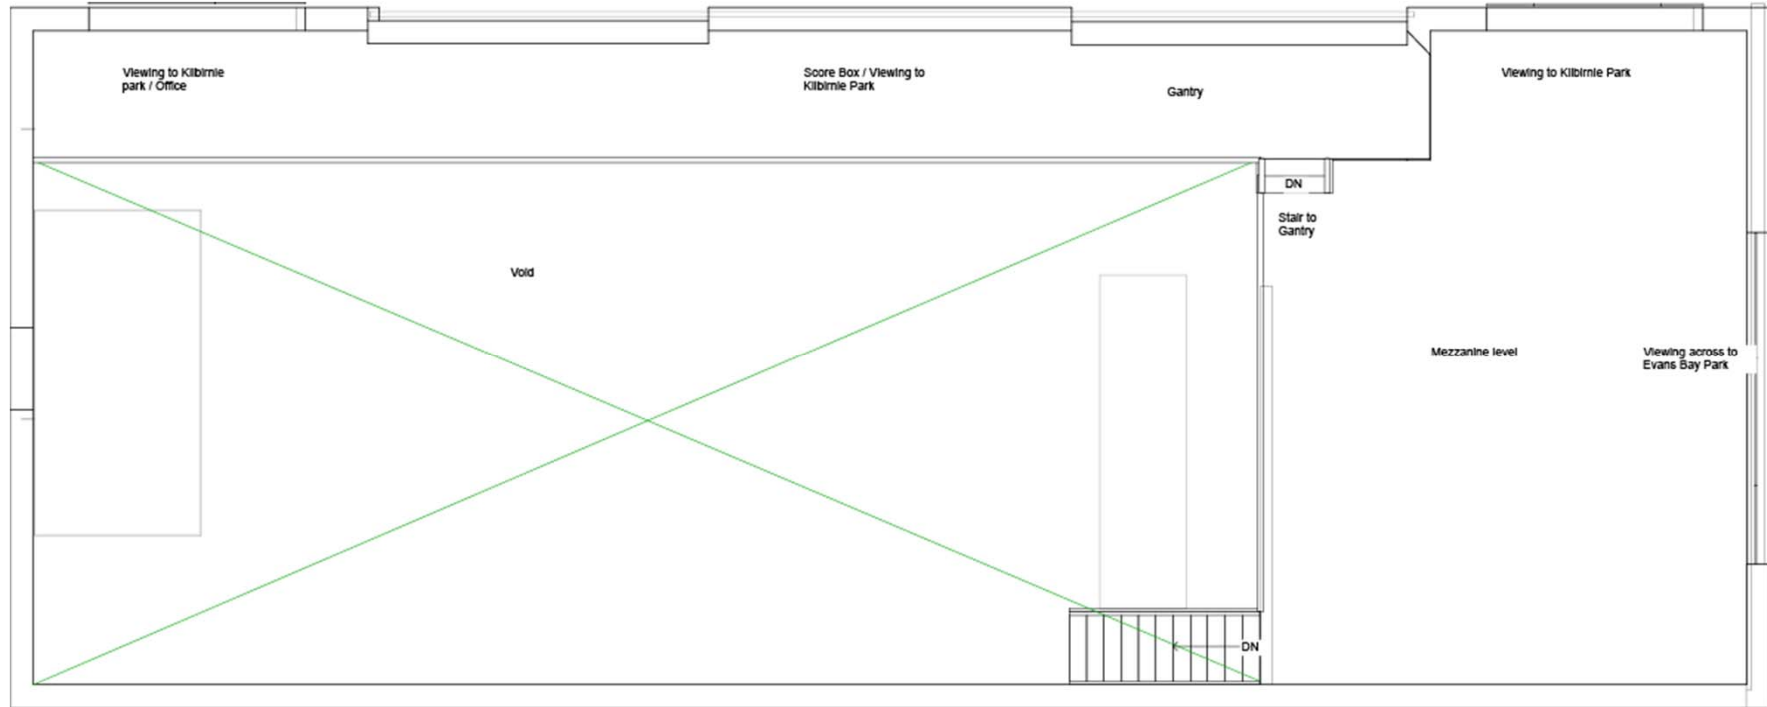 Viewing to Kilbirnie
park / Office
Score Box / Viewing to
Kilbirnie Park
Gantry
Viewing to Kilbirnie Park
DN
Stair to
Gantry
Void
Mezzanine level
Viewing across to
Evans Bay Park
DN